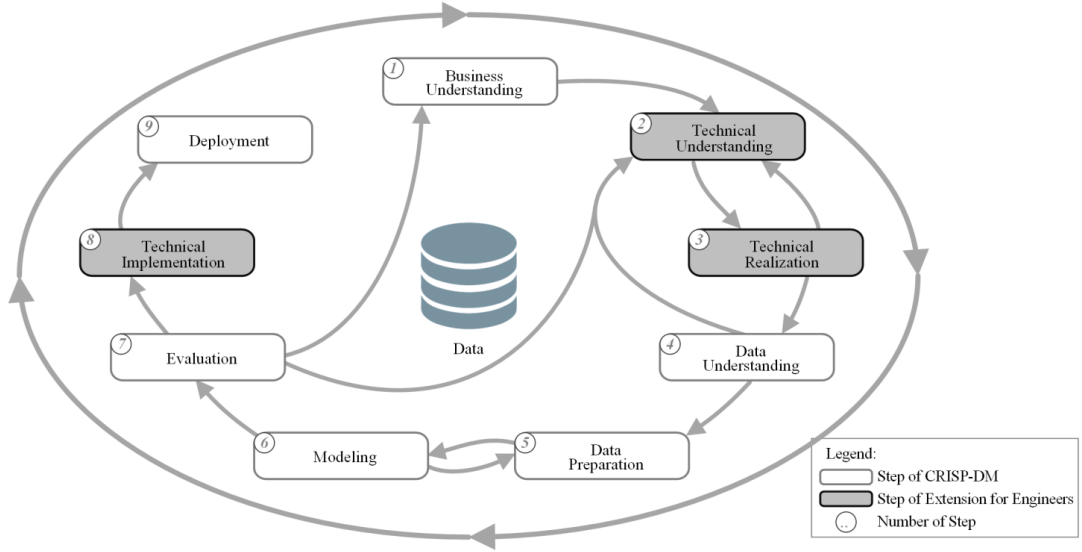 1
Business
Understanding
2
Technical
Understanding
3
Technical
Realization
4
Data
Understanding
5
Data
Preparation
6
Modeling
7
Evaluation
8
Technical
Implementation
9
Deployment
Data
Legend:
Step of CRISP-DM
Step of Extension for Engineers
.. Number of Step